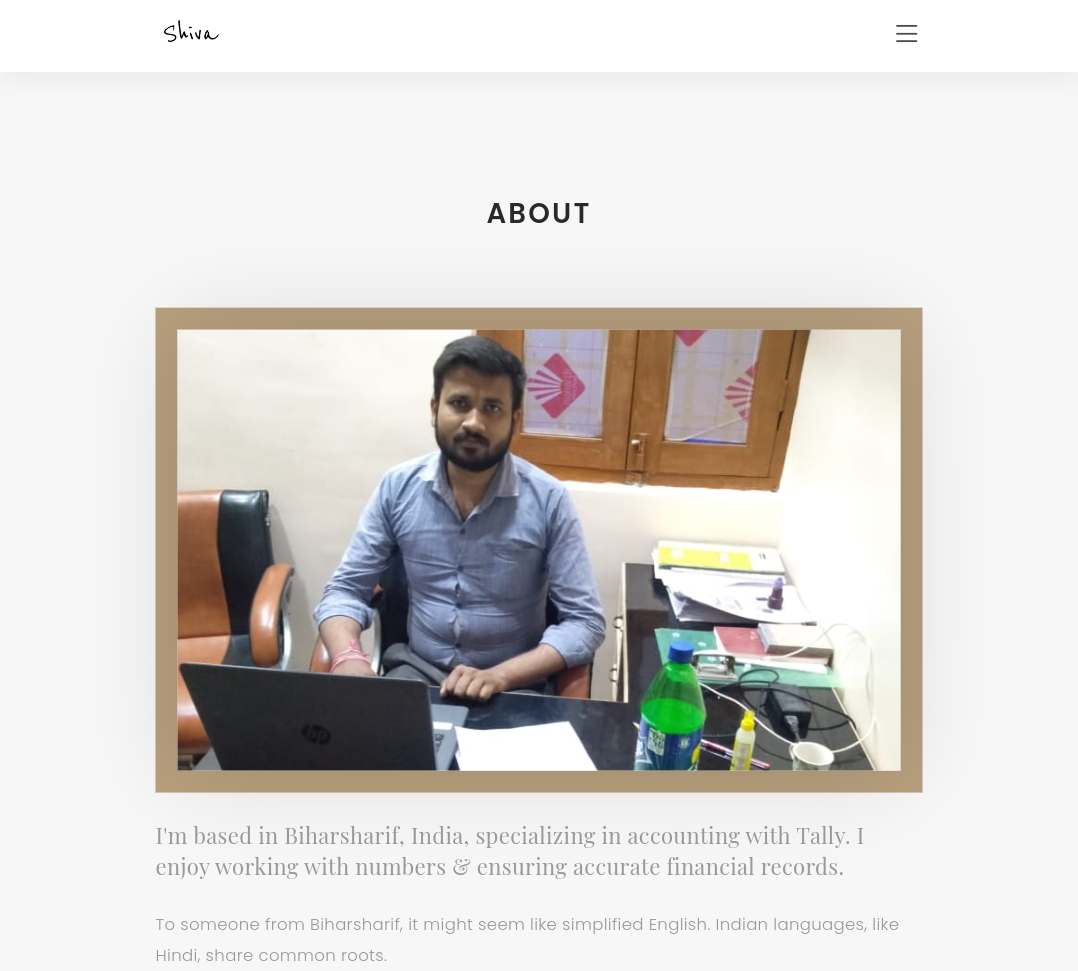 Shiva
ABOUT
hp
I'm based in Biharsharif, India, specializing in accounting with Tally. I
enjoy working with numbers & ensuring accurate financial records.
To someone from Biharsharif, it might seem like simplified English. Indian languages, like
Hindi, share common roots.